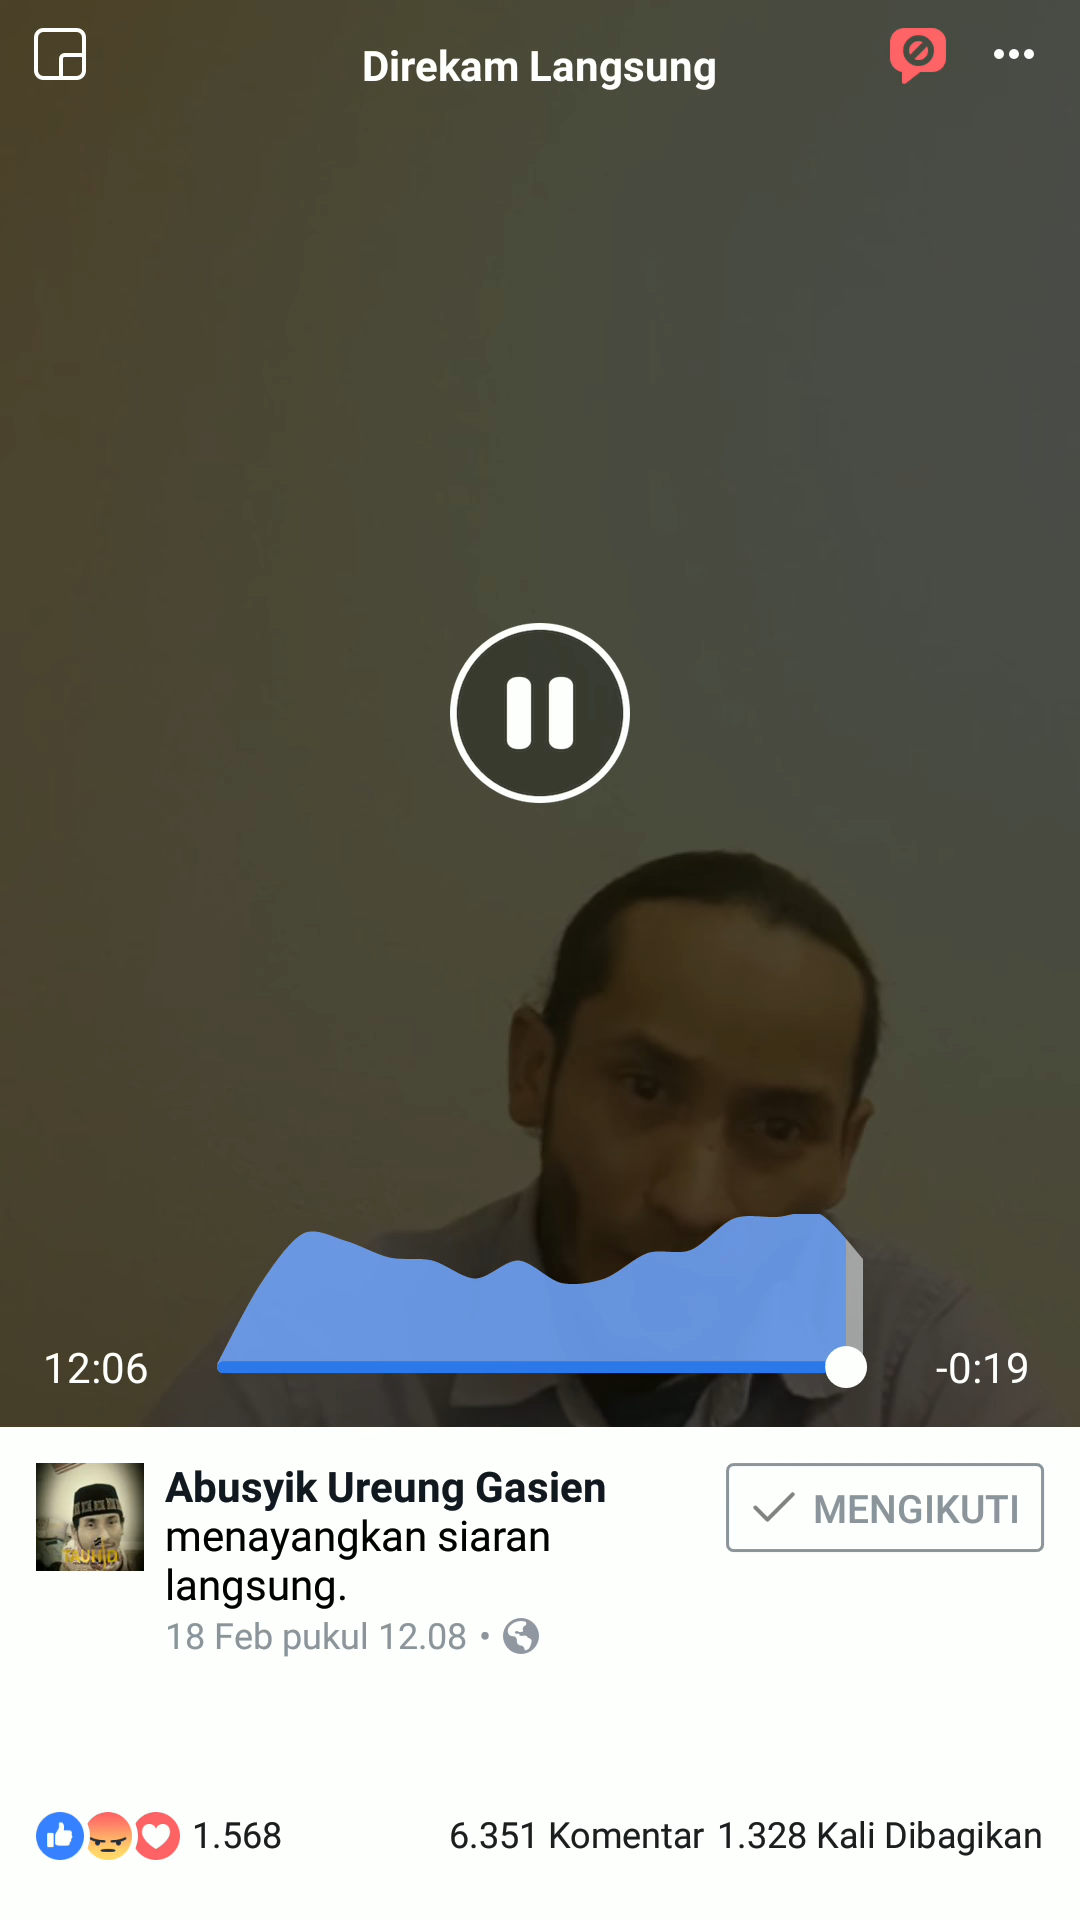 Direkam Langsung
12:06
-0:19
Abusyik Ureung Gasien
menayangkan siaran
langsung.
18 Feb pukul 12.08 •
MENGIKUTI
1.568
6.351 Komentar 1.328 Kali Dibagikan